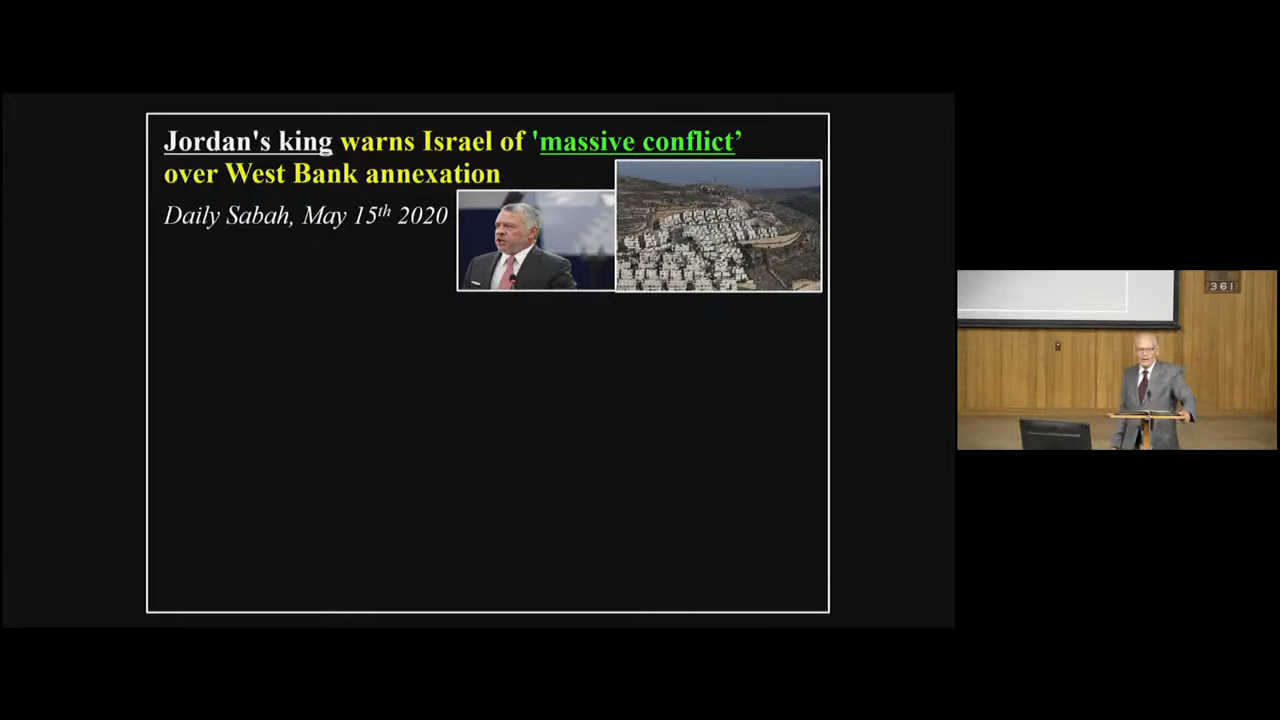 Jordan's king warns Israel of 'massive conflict’
over West Bank annexation
Daily Sabah, May 15th 2020
361